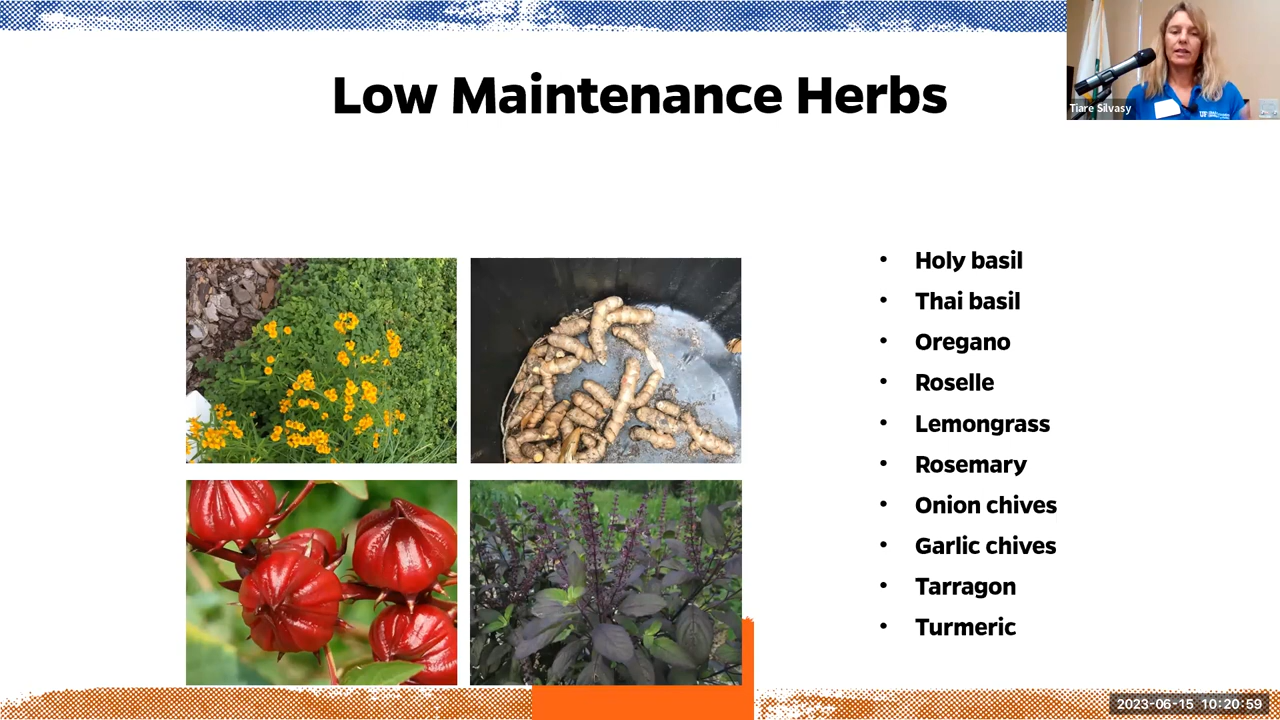 Low Maintenance Herbs
Tiare Silvasy
• Holy basil
• Thai basil
• Oregano
• Roselle
• Lemongrass
• Rosemary
• Onion chives
• Garlic chives
• Tarragon
• Turmeric
2023-06-15 10:20:59